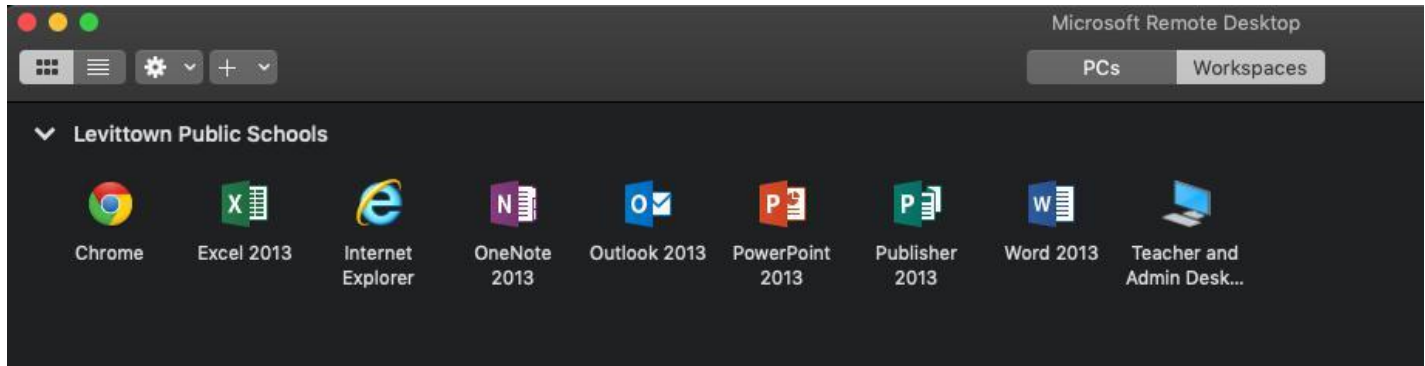 Microsoft Remote Desktop
PCs
Workspaces
Levittown Public Schools
Chrome
Excel 2013
Internet
Explorer
OneNote
2013
Outlook 2013
PowerPoint
2013
Publisher
2013
Word 2013
Teacher and
Admin Desk...